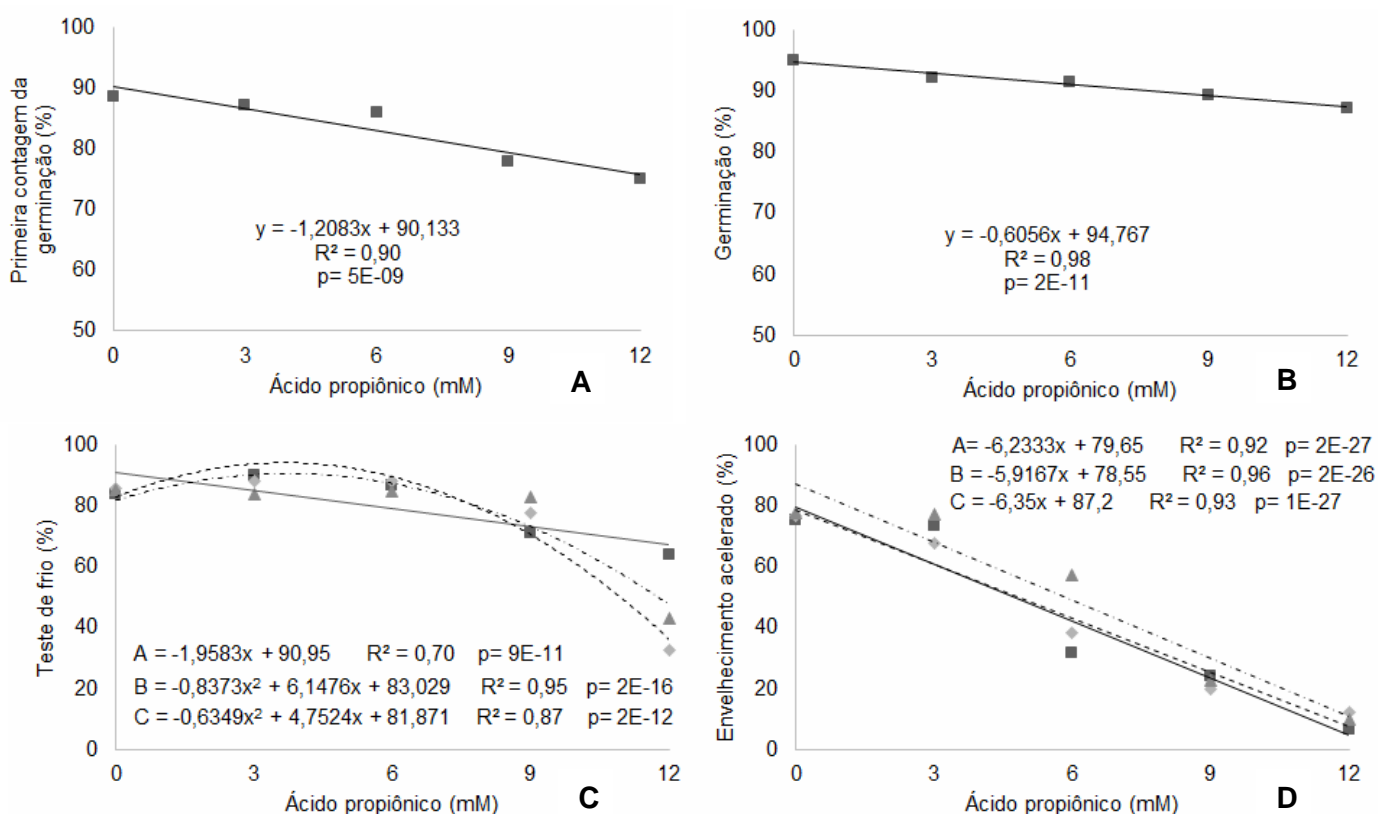 Primeira contagem da
germinação (%)
100
90
80
70
60
50
y = -1,2083x + 90,133
R² = 0,90
p= 5E-09
0 3 6 9 12
Ácido propiônico (mM)
A
Germinação (%)
100
90
80
70
60
50
y = -0,6056x + 94,767
R² = 0,98
p= 2E-11
0 3 6 9 12
Ácido propiônico (mM)
B
Teste de frio (%)
100
80
60
40
20
0
A = -1,9583x + 90,95 R² = 0,70 p= 9E-11
B = -0,8373x² + 6,1476x + 83,029 R² = 0,95 p= 2E-16
C = -0,6349x² + 4,7524x + 81,871 R² = 0,87 p= 2E-12
0 3 6 9 12
Ácido propiônico (mM)
C
Envelhecimento acelerado (%)
100
80
60
40
20
0
A= -6,2333x + 79,65 R² = 0,92 p= 2E-27
B = -5,9167x + 78,55 R² = 0,96 p= 2E-26
C = -6,35x + 87,2 R² = 0,93 p= 1E-27
0 3 6 9 12
Ácido propiônico (mM)
D